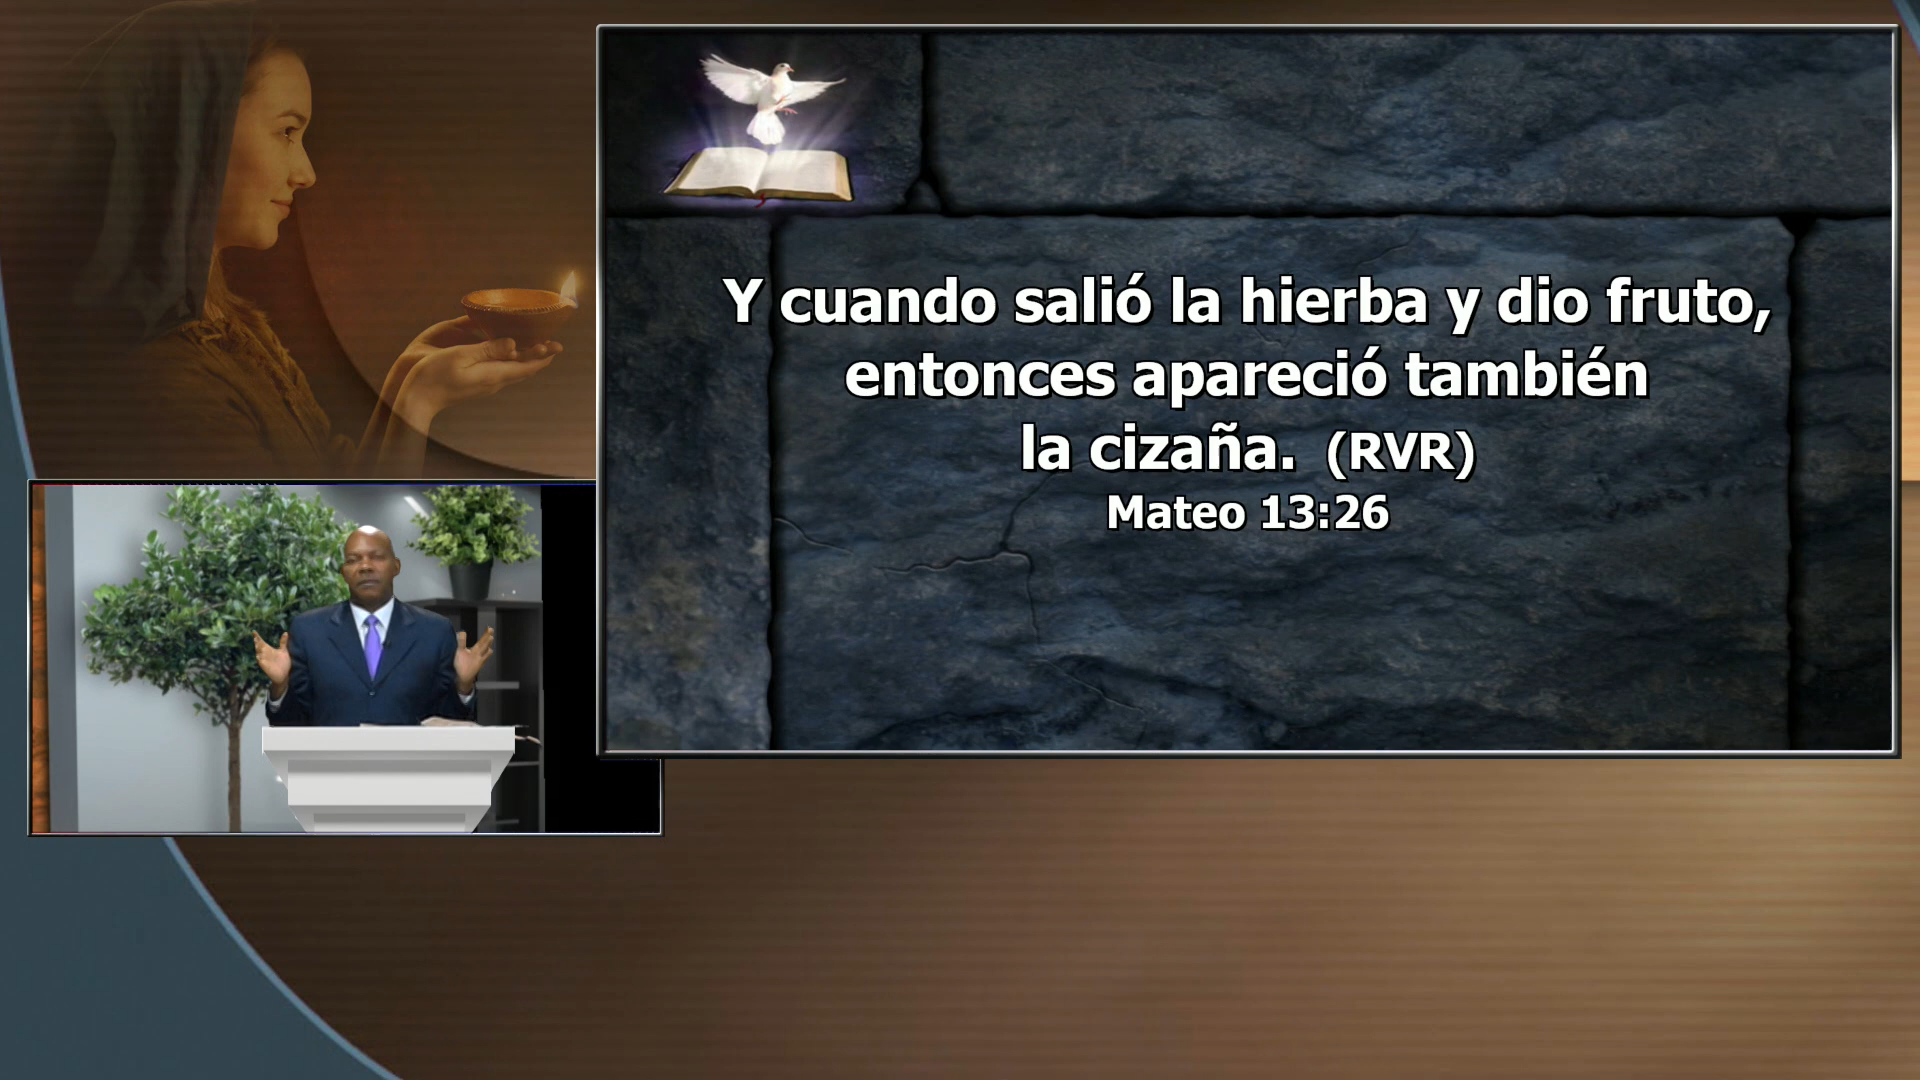 Y cuando salió la hierba y dio fruto,
entonces apareció también
la cizaña. (RVR)
Mateo 13:26